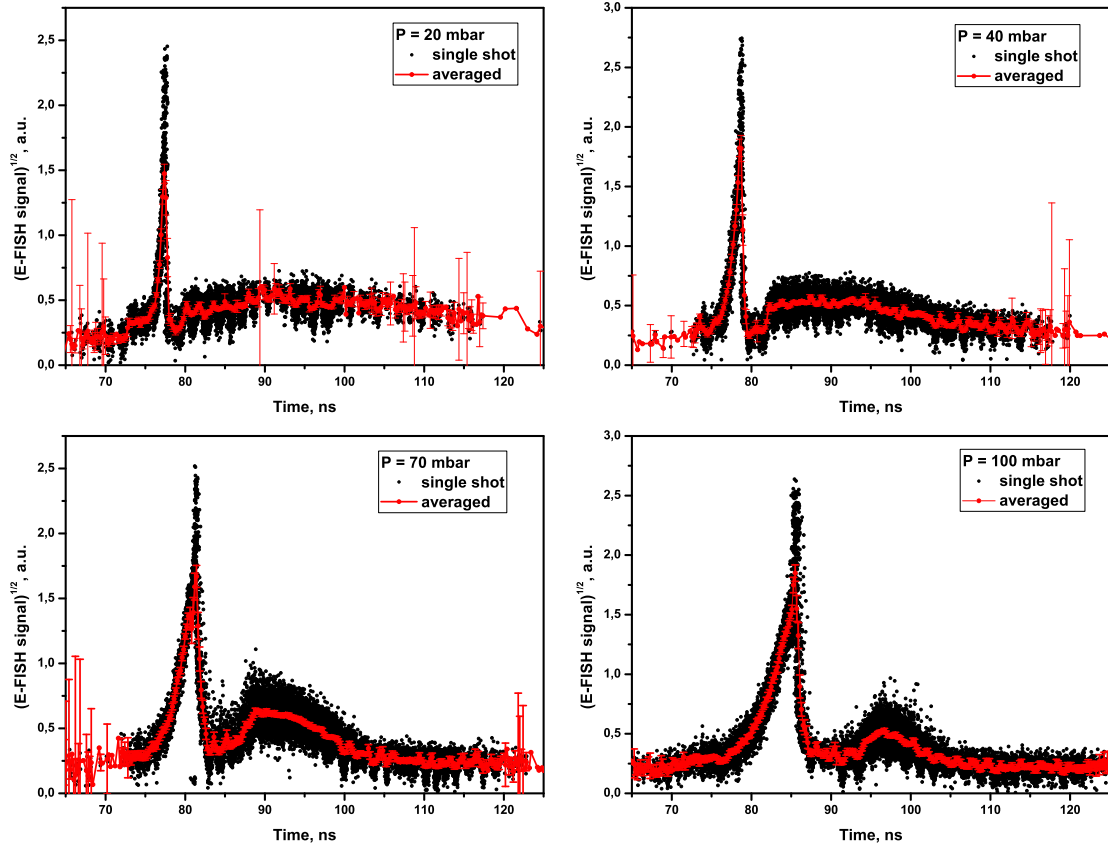 P = 20 mbar
single shot
averaged
(E-FISH signal)1/2, a.u.
2,5
2,0
1,5
1,0
0,5
0,0
70 80 90 100 110 120
Time, ns
P = 40 mbar
single shot
averaged
(E-FISH signal)1/2, a.u.
3,0
2,5
2,0
1,5
1,0
0,5
0,0
70 80 90 100 110 120
Time, ns
P = 70 mbar
single shot
averaged
(E-FISH signal)1/2, a.u.
2,5
2,0
1,5
1,0
0,5
0,0
70 80 90 100 110 120
Time, ns
P = 100 mbar
single shot
averaged
(E-FISH signal)1/2, a.u.
3,0
2,5
2,0
1,5
1,0
0,5
0,0
70 80 90 100 110 120
Time, ns